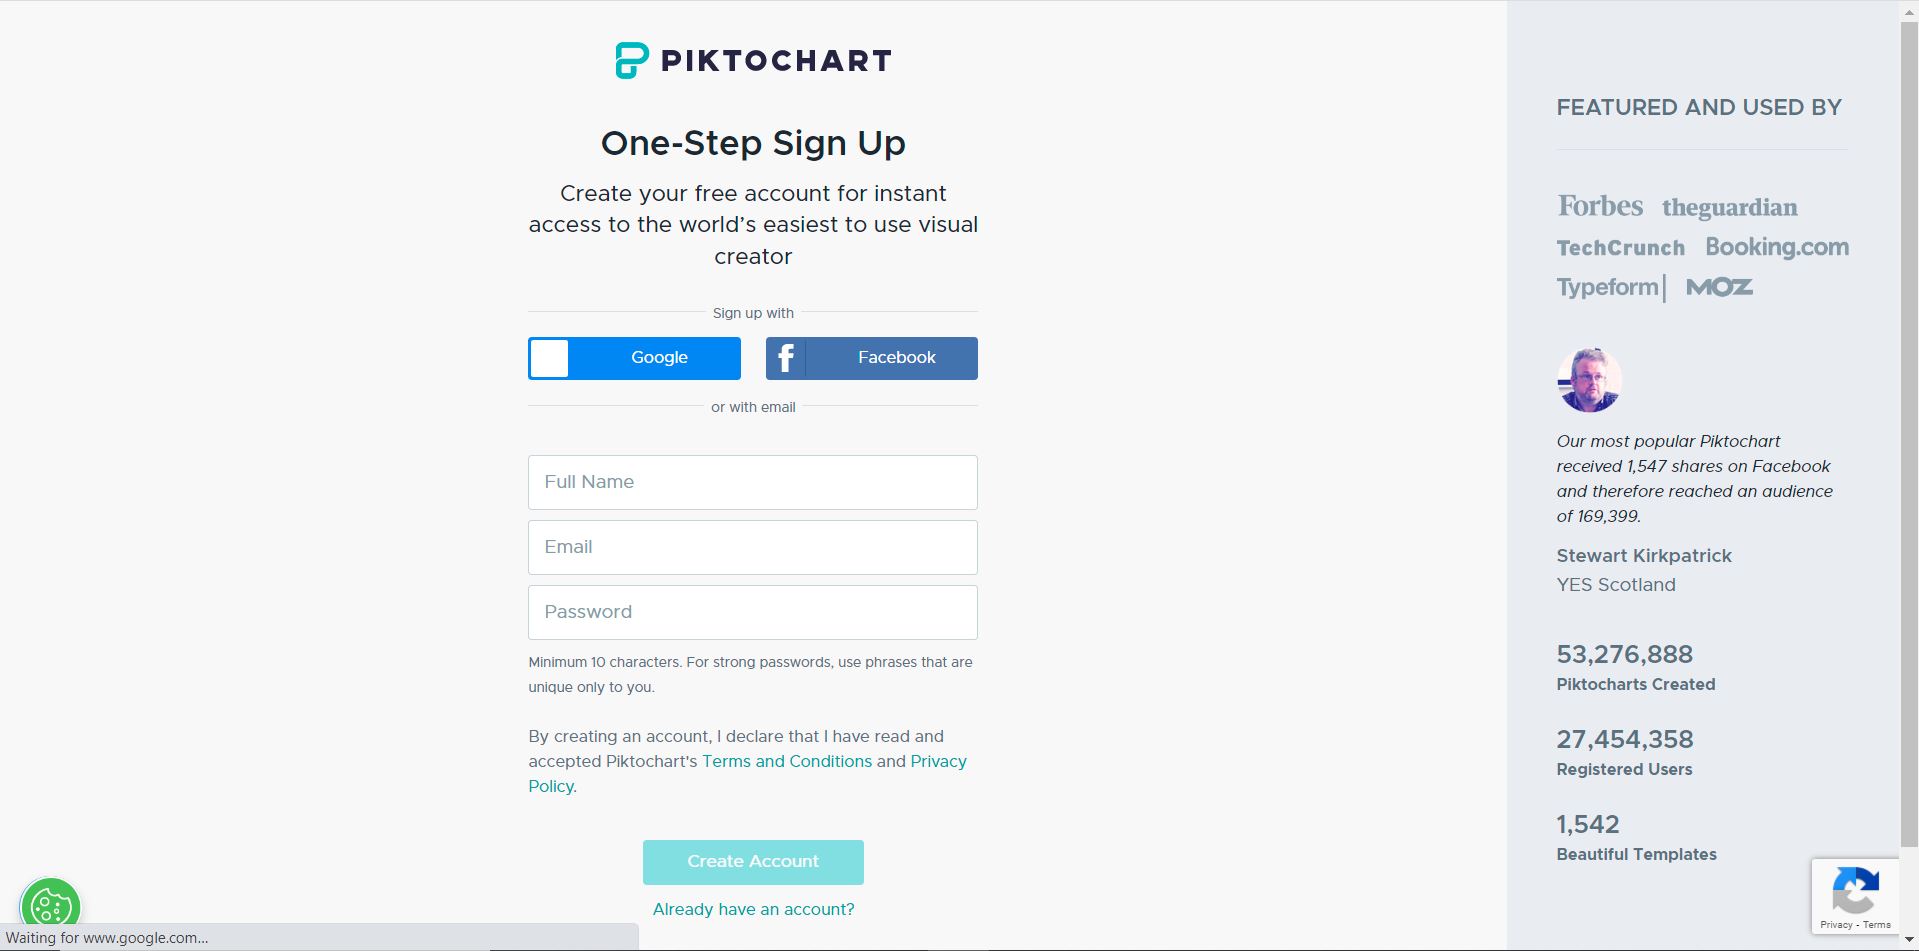 PIKTOCHART
One-Step Sign Up
Create your free account for instant
access to the world’s easiest to use visual
creator
Sign up with
Google
Facebook
or with email
Full Name
Email
Password
Minimum 10 characters. For strong passwords, use phrases that are
unique only to you.
By creating an account, I declare that I have read and
accepted Piktochart's Terms and Conditions and Privacy
Policy.
Create Account
Already have an account?
Waiting for www.google.com...
FEATURED AND USED BY
Forbes theguardian
TechCrunch Booking.com
Typeform| MOZ
Our most popular Piktochart
received 1,547 shares on Facebook
and therefore reached an audience
of 169,399.
Stewart Kirkpatrick
YES Scotland
53,276,888
Piktocharts Created
27,454,358
Registered Users
1,542
Beautiful Templates
Privacy - Terms